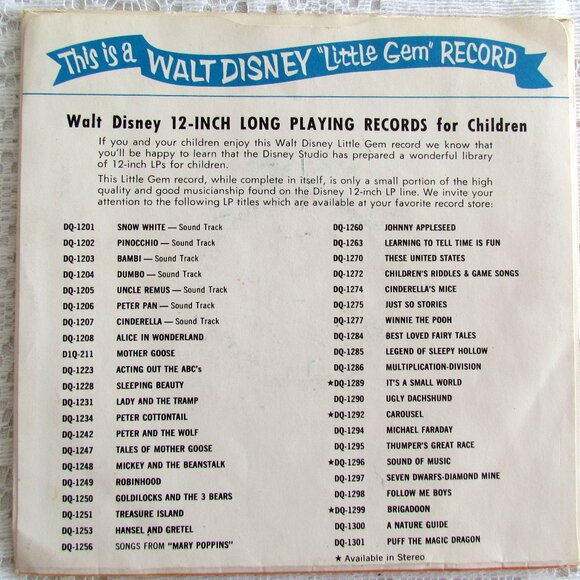 This is a WALT DISNEY "Little Gem" RECORD
Walt Disney 12-INCH LONG PLAYING RECORDS for Children
If you and your children enjoy this Walt Disney Little Gem record we know that
you'll be happy to learn that the Disney Studio has prepared a wonderful library
of 12-inch LPs for children.
This Little Gem record, while complete in itself, is only a small portion of the high
quality and good musicianship found on the Disney 12-inch LP line. We invite your
attention to the following LP titles which are available at your favorite record store:
DQ-1201 SNOW WHITE — Sound Track
DQ-1202 PINOCCHIO — Sound Track
DQ-1203 BAMBI — Sound Track
DQ-1204 DUMBO — Sound Track
DQ-1205 UNCLE REMUS — Sound Track
DQ-1206 PETER PAN — Sound Track
DQ-1207 CINDERELLA — Sound Track
DQ-1208 ALICE IN WONDERLAND
D1Q-211 MOTHER GOOSE
DQ-1223 ACTING OUT THE ABC's
DQ-1228 SLEEPING BEAUTY
DQ-1231 LADY AND THE TRAMP
DQ-1234 PETER COTTONTAIL
DQ-1242 PETER AND THE WOLF
DQ-1247 TALES OF MOTHER GOOSE
DQ-1248 MICKEY AND THE BEANSTALK
DQ-1249 ROBINHOOD
DQ-1250 GOLDILOCKS AND THE 3 BEARS
DQ-1251 TREASURE ISLAND
DQ-1253 HANSEL AND GRETEL
DQ-1256 SONGS FROM "MARY POPPINS"
DQ-1260 JOHNNY APPLESEED
DQ-1263 LEARNING TO TELL TIME IS FUN
DQ-1270 THESE UNITED STATES
DQ-1272 CHILDREN'S RIDDLES & GAME SONGS
DQ-1274 CINDERELLA'S MICE
DQ-1275 JUST SO STORIES
DQ-1277 WINNIE THE POOH
DQ-1284 BEST LOVED FAIRY TALES
DQ-1285 LEGEND OF SLEEPY HOLLOW
DQ-1286 MULTIPLICATION-DIVISION
★DQ-1289 IT'S A SMALL WORLD
DQ-1290 UGLY DACHSHUND
★DQ-1292 CAROUSEL
DQ-1294 MICHAEL FARADAY
DQ-1295 THUMPER'S GREAT RACE
★DQ-1296 SOUND OF MUSIC
DQ-1297 SEVEN DWARFS-DIAMOND MINE
DQ-1298 FOLLOW ME BOYS
★DQ-1299 BRIGADOON
DQ-1300 A NATURE GUIDE
DQ-1301 PUFF THE MAGIC DRAGON
★ Available in Stereo